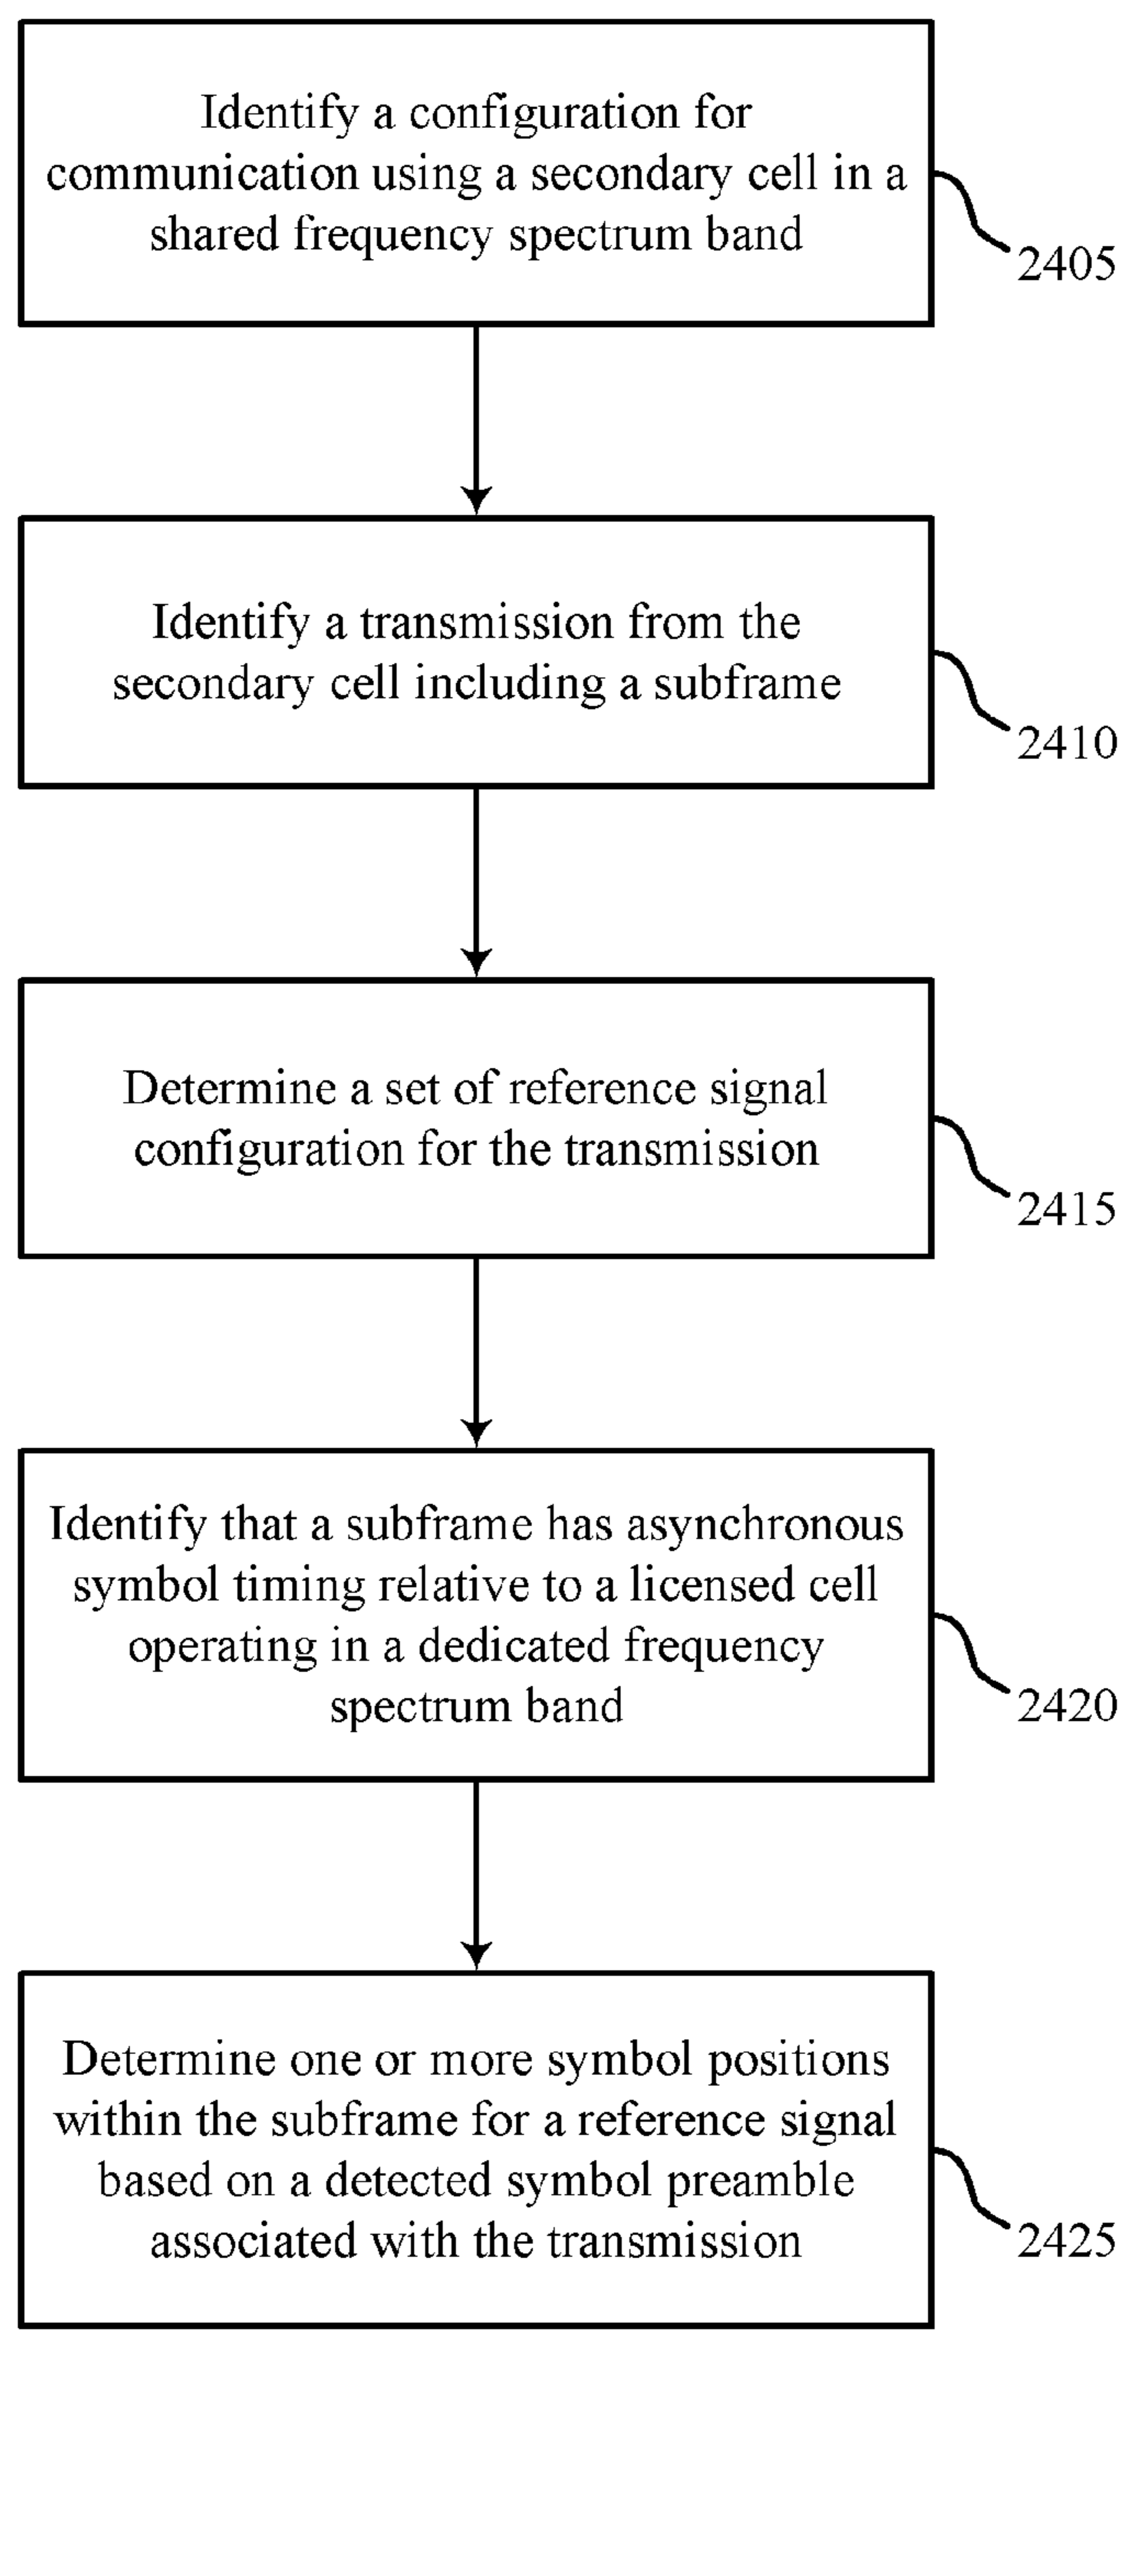 Identify a configuration for
communication using a secondary cell in a
shared frequency spectrum band
2405
Identify a transmission from the
secondary cell including a subframe
2410
Determine a set of reference signal
configuration for the transmission
2415
Identify that a subframe has asynchronous
symbol timing relative to a licensed cell
operating in a dedicated frequency
spectrum band
2420
Determine one or more symbol positions
within the subframe for a reference signal
based on a detected symbol preamble
associated with the transmission
2425